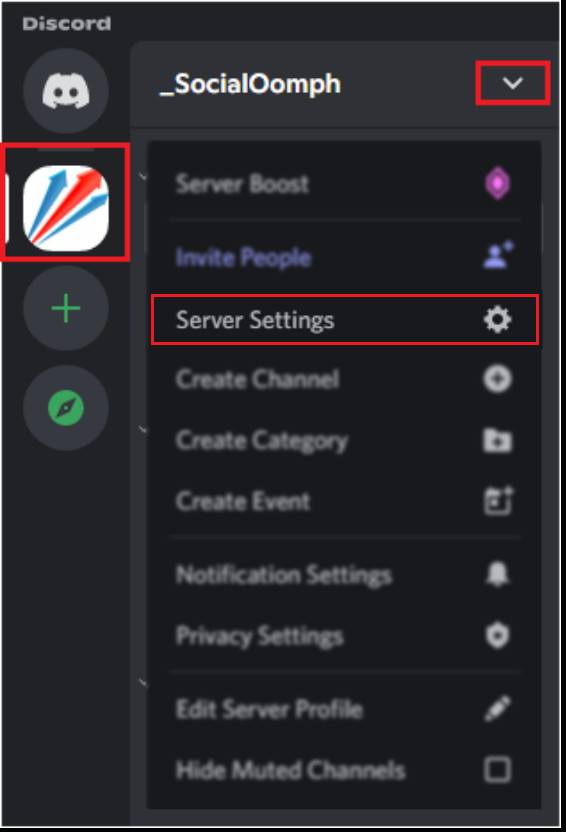 Discord
_SocialOomph
Server Boost
Invite People
Server Settings
Create Channel
Create Category
Create Event
Notification Settings
Privacy Settings
Edit Server Profile
Hide Muted Channels